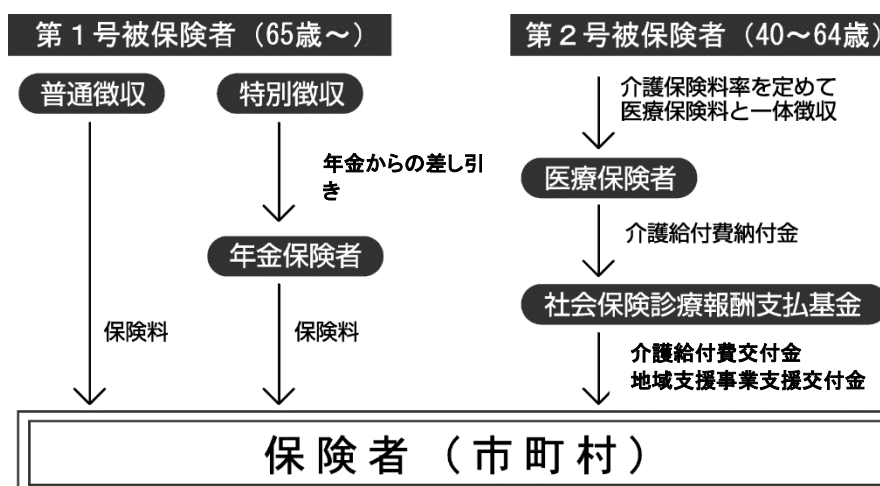 第１号被保険者（65歳～）
普通徴収
特別徴収
年金からの差し引
き
年金保険者
保険料
保険料
第２号被保険者（40～64歳）
介護保険料率を定めて
医療保険料と一体徴収
医療保険者
介護給付費納付金
社会保険診療報酬支払基金
介護給付費交付金
地域支援事業支援交付金
保険者（市町村）